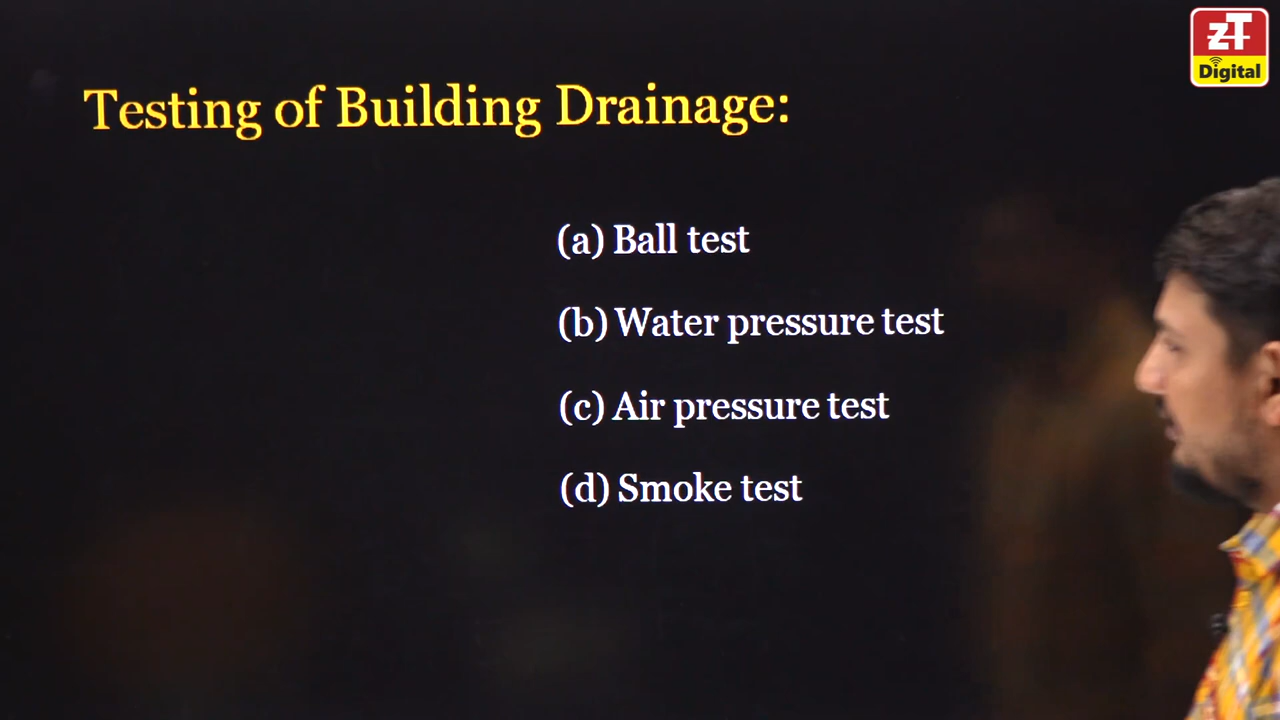 ZT
Digital
Testing of Building Drainage:
(a) Ball test
(b) Water pressure test
(c) Air pressure test
(d) Smoke test